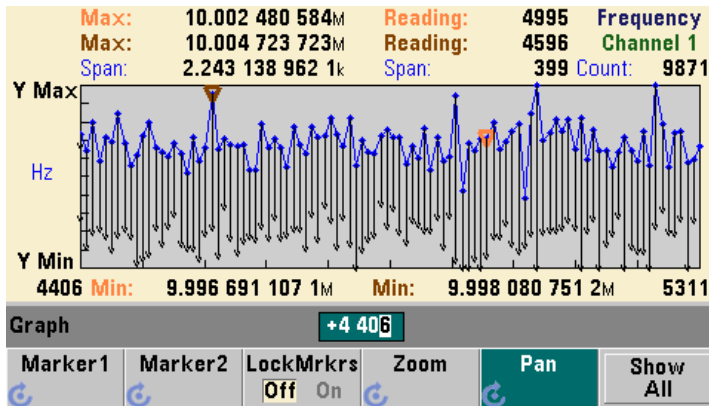 Max: 10.002 480 584M Reading: 4995 Frequency
Max: 10.004 723 723M Reading: 4596 Channel 1
Span: 2.243 138 962 1k Span: 399 Count: 9871
Y Max
Hz
Y Min
4406 Min: 9.996 691 107 1M Min: 9.998 080 751 2M 5311
Graph +4 406
Marker1 Marker2 LockMrkrs Zoom Pan Show
Off On All